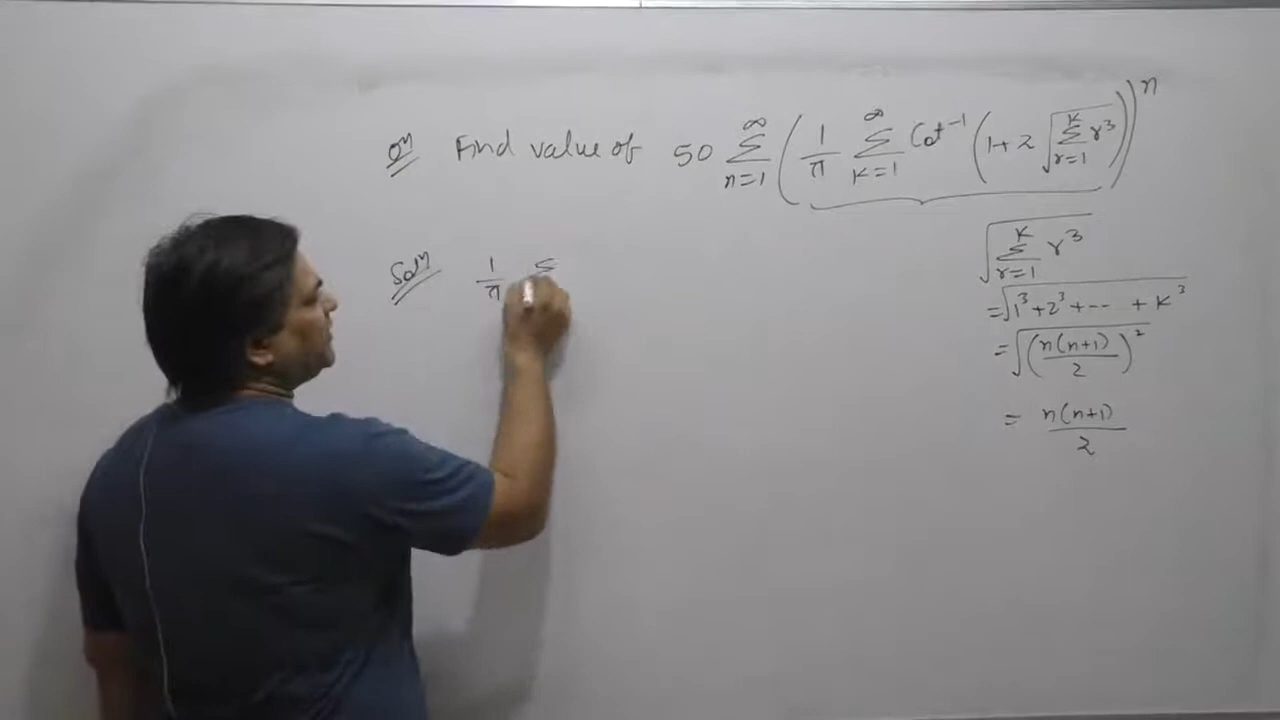 Qⁿ Find value of 50 ∑_{n=1}^{∞} ( 1/π ∑_{K=1}^{∞} Cot⁻¹ ( 1+2 √(∑_{r=1}^{K} r³) ) )ⁿ
√(∑_{r=1}^{K} r³)
Solⁿ 1/π Σ
= √(1³+2³+-- +K³)
= √((n(n+1)/2)²)
= n(n+1)/2